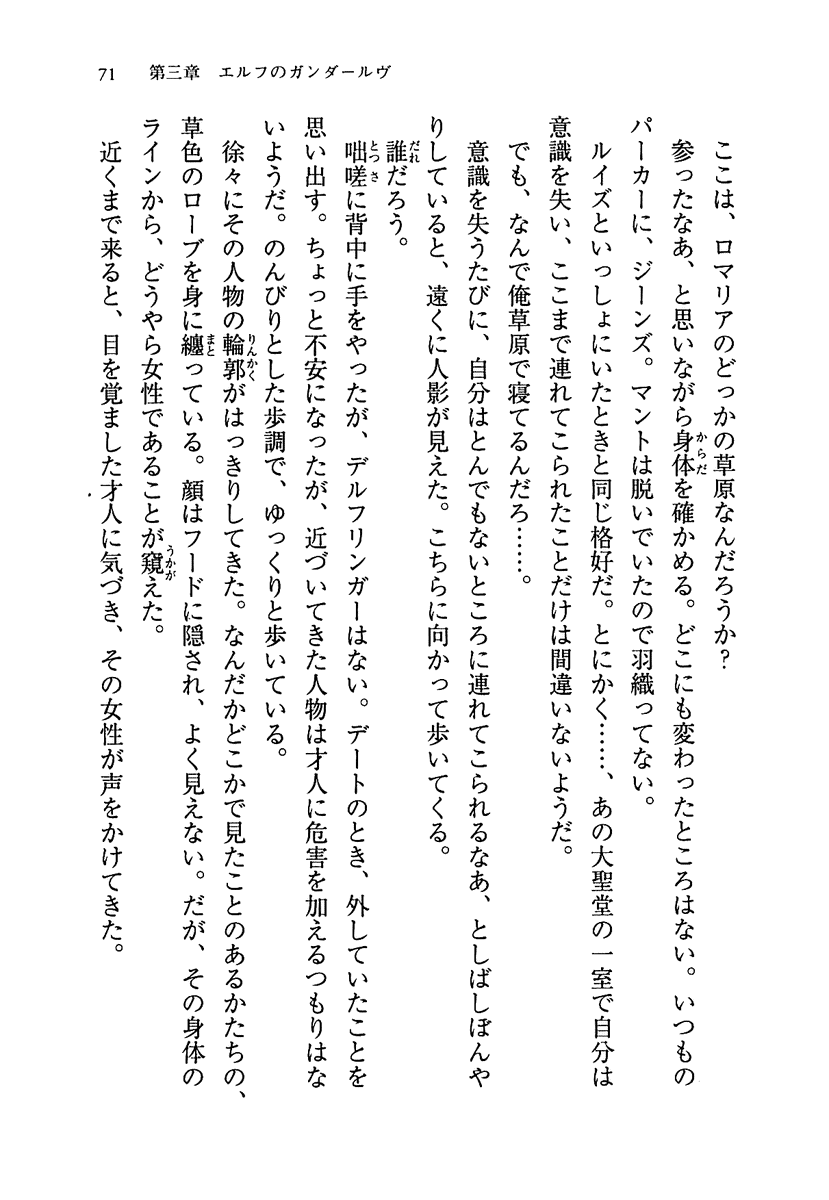 71　第三章　エルフのガンダールヴ
ここは、ロマリアのどっかの草原なんだろうか？
参ったなあ、と思いながら身体を確かめる。どこにも変わったところはない。いつもの
パーカーに、ジーンズ。マントは脱いでいたので羽織ってない。
ルイズといっしょにいたときと同じ格好だ。とにかく……、あの大聖堂の一室で自分は
意識を失い、ここまで連れてこられたことだけは間違いないようだ。
でも、なんで俺草原で寝てるんだろ……。
意識を失うたびに、自分はとんでもないところに連れてこられるなあ、としばしぼんや
りしていると、遠くに人影が見えた。こちらに向かって歩いてくる。
誰だろう。
咄嗟に背中に手をやったが、デルフリンガーはない。デートのとき、外していたことを
思い出す。ちょっと不安になったが、近づいてきた人物は才人に危害を加えるつもりはな
いようだ。のんびりとした歩調で、ゆっくりと歩いている。
徐々にその人物の輪郭がはっきりしてきた。なんだかどこかで見たことのあるかたちの、
草色のローブを身に纏っている。顔はフードに隠され、よく見えない。だが、その身体の
ラインから、どうやら女性であることが窺えた。
近くまで来ると、目を覚ました才人に気づき、その女性が声をかけてきた。